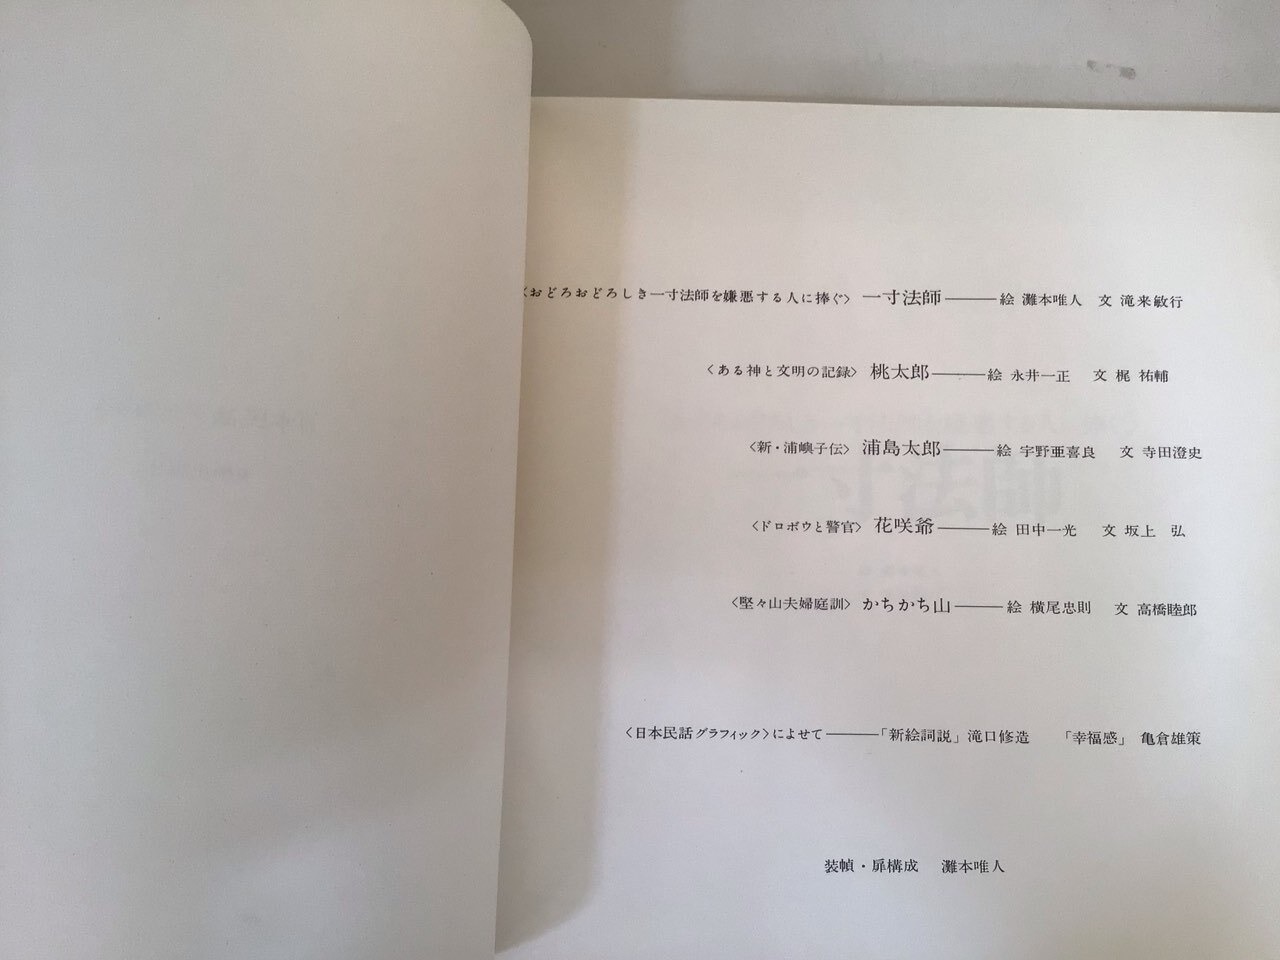 〈おどろおどろしき一寸法師を嫌悪する人に捧ぐ〉 一寸法師――絵 灘本唯人 文 滝来敏行
〈ある神と文明の記録〉 桃太郎――絵 永井一正 文 梶 祐輔
〈新・浦嶼子伝〉 浦島太郎――絵 宇野亜喜良 文 寺田澄史
〈ドロボウと警官〉 花咲爺――絵 田中一光 文 坂上 弘
〈堅々山夫婦庭訓〉 かちかち山――絵 横尾忠則 文 高橋睦郎
〈日本民話グラフィック〉によせて――「新絵詞説」滝口修造 「幸福感」 亀倉雄策
装幀・扉構成 灘本唯人